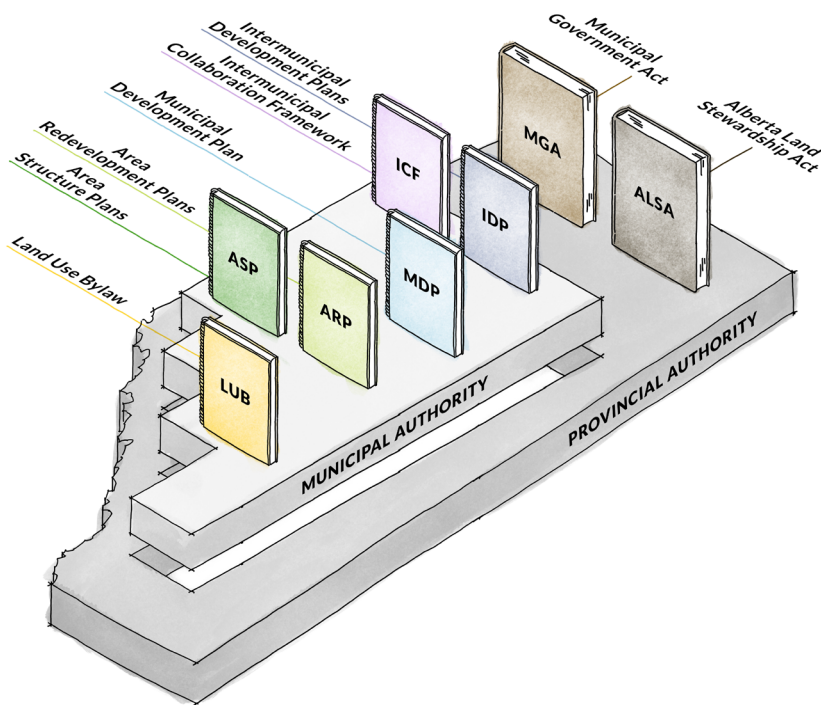 Intermunicipal
Development Plans
Intermunicipal
Collaboration Framework
Municipal
Development Plan
Area
Redevelopment Plans
Area
Structure Plans
Land Use Bylaw
Municipal
Government Act
Alberta Land
Stewardship Act
MGA
ALSA
ICF
IDP
ASP
ARP
MDP
LUB
MUNICIPAL AUTHORITY
PROVINCIAL AUTHORITY